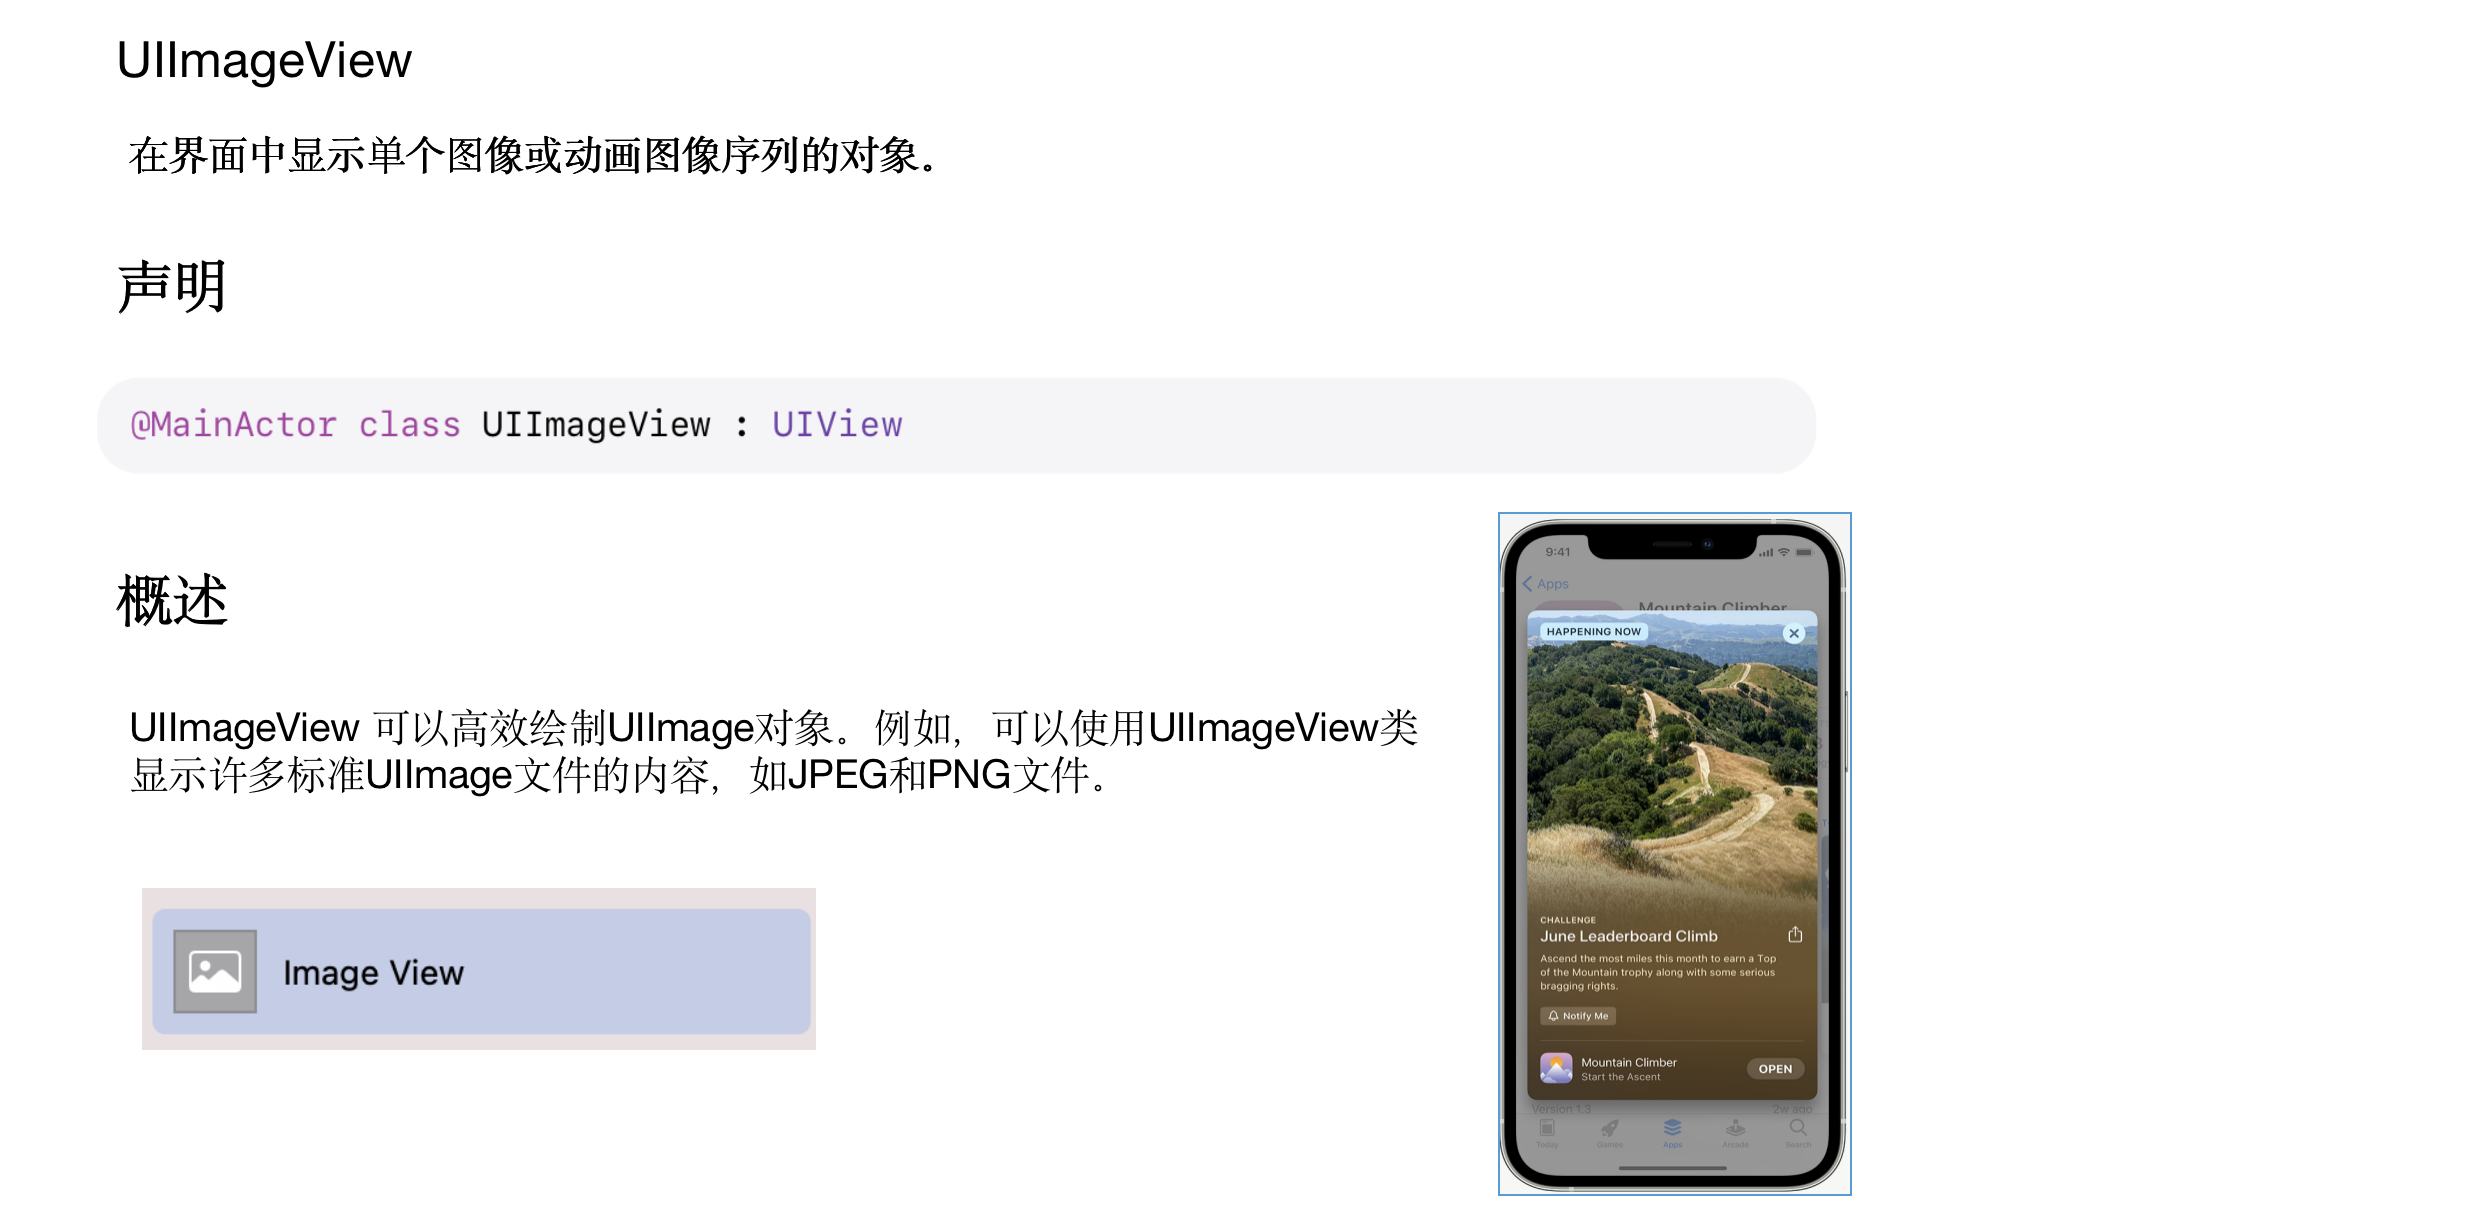 UIImageView
在界面中显示单个图像或动画图像序列的对象。
声明
@MainActor class UIImageView : UIView
概述
UIImageView 可以高效绘制UIImage对象。例如，可以使用UIImageView类
显示许多标准UIImage文件的内容，如JPEG和PNG文件。
Image View
9:41
Apps
Mountain Climber
HAPPENING NOW
CHALLENGE
June Leaderboard Climb
Ascend the most miles this month to earn a Top
of the Mountain trophy along with some serious
bragging rights.
Notify Me
Mountain Climber
Start the Ascent
OPEN
Version 1.3
2w ago
Today
Games
Apps
Arcade
Search